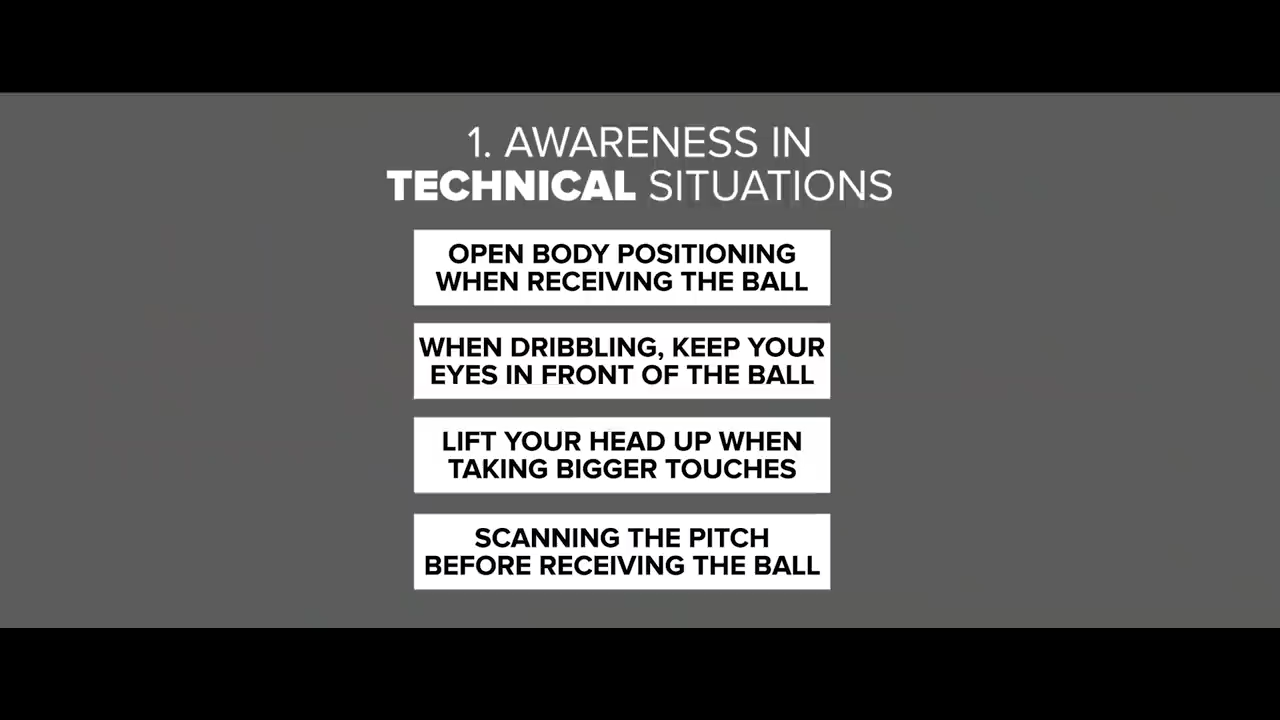 1. AWARENESS IN
TECHNICAL SITUATIONS
OPEN BODY POSITIONING
WHEN RECEIVING THE BALL
WHEN DRIBBLING, KEEP YOUR
EYES IN FRONT OF THE BALL
LIFT YOUR HEAD UP WHEN
TAKING BIGGER TOUCHES
SCANNING THE PITCH
BEFORE RECEIVING THE BALL